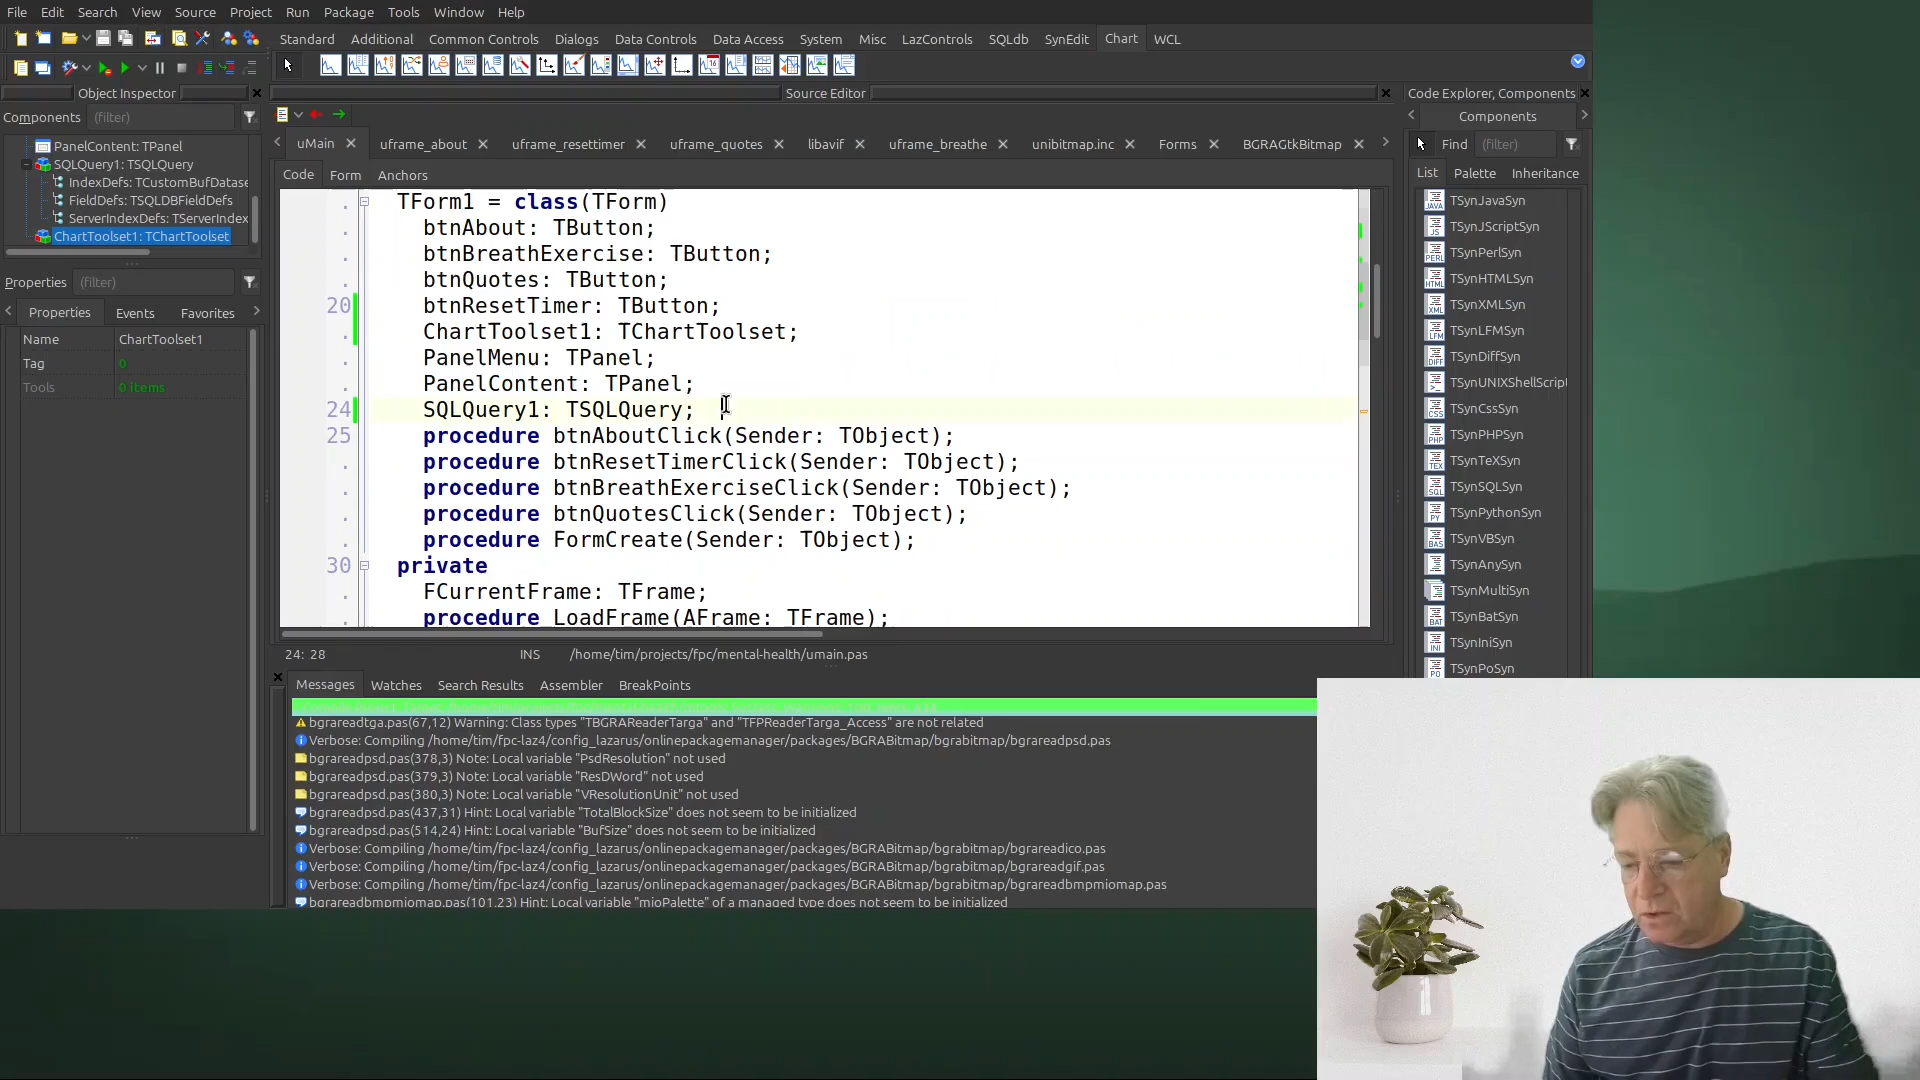 File Edit Search View Source Project Run Package Tools Window Help
Standard Additional Common Controls Dialogs Data Controls Data Access System Misc LazControls SQLdb SynEdit Chart WCL
Object Inspector
Source Editor
Code Explorer, Components
Components (filter)
PanelContent: TPanel
SQLQuery1: TSQLQuery
IndexDefs: TCustomBufDatase
FieldDefs: TSQLDBFieldDefs
ServerIndexDefs: TServerIndex
ChartToolset1: TChartToolset
Properties (filter)
Properties Events Favorites
Name ChartToolset1
Tag 0
Tools 0 items
uMain uframe_about uframe_resettimer uframe_quotes libavif uframe_breathe unibitmap.inc Forms BGRAGtkBitmap
Code Form Anchors
TForm1 = class(TForm)
btnAbout: TButton;
btnBreathExercise: TButton;
btnQuotes: TButton;
20 btnResetTimer: TButton;
ChartToolset1: TChartToolset;
PanelMenu: TPanel;
PanelContent: TPanel;
24 SQLQuery1: TSQLQuery;
25 procedure btnAboutClick(Sender: TObject);
procedure btnResetTimerClick(Sender: TObject);
procedure btnBreathExerciseClick(Sender: TObject);
procedure btnQuotesClick(Sender: TObject);
procedure FormCreate(Sender: TObject);
30 private
FCurrentFrame: TFrame;
procedure LoadFrame(AFrame: TFrame);
24: 28 INS /home/tim/projects/fpc/mental-health/umain.pas
Messages Watches Search Results Assembler BreakPoints
bgrareadtga.pas(67,12) Warning: Class types "TBGRAReaderTarga" and "TFPReaderTarga_Access" are not related
Verbose: Compiling /home/tim/fpc-laz4/config_lazarus/onlinepackagemanager/packages/BGRABitmap/bgrabitmap/bgrareadpsd.pas
bgrareadpsd.pas(378,3) Note: Local variable "PsdResolution" not used
bgrareadpsd.pas(379,3) Note: Local variable "ResDWord" not used
bgrareadpsd.pas(380,3) Note: Local variable "VResolutionUnit" not used
bgrareadpsd.pas(437,31) Hint: Local variable "TotalBlockSize" does not seem to be initialized
bgrareadpsd.pas(514,24) Hint: Local variable "BufSize" does not seem to be initialized
Verbose: Compiling /home/tim/fpc-laz4/config_lazarus/onlinepackagemanager/packages/BGRABitmap/bgrabitmap/bgrareadico.pas
Verbose: Compiling /home/tim/fpc-laz4/config_lazarus/onlinepackagemanager/packages/BGRABitmap/bgrabitmap/bgrareadgif.pas
Verbose: Compiling /home/tim/fpc-laz4/config_lazarus/onlinepackagemanager/packages/BGRABitmap/bgrabitmap/bgrareadbmpmiomap.pas
bgrareadbmpmiomap.pas(101,23) Hint: Local variable "mioPalette" of a managed type does not seem to be initialized
Components
Find (filter)
List Palette Inheritance
TSynJavaSyn
TSynJScriptSyn
TSynPerlSyn
TSynHTMLSyn
TSynXMLSyn
TSynLFMSyn
TSynDiffSyn
TSynUNIXShellScript
TSynCssSyn
TSynPHPSyn
TSynTeXSyn
TSynSQLSyn
TSynPythonSyn
TSynVBSyn
TSynAnySyn
TSynMultiSyn
TSynBatSyn
TSynIniSyn
TSynPoSyn